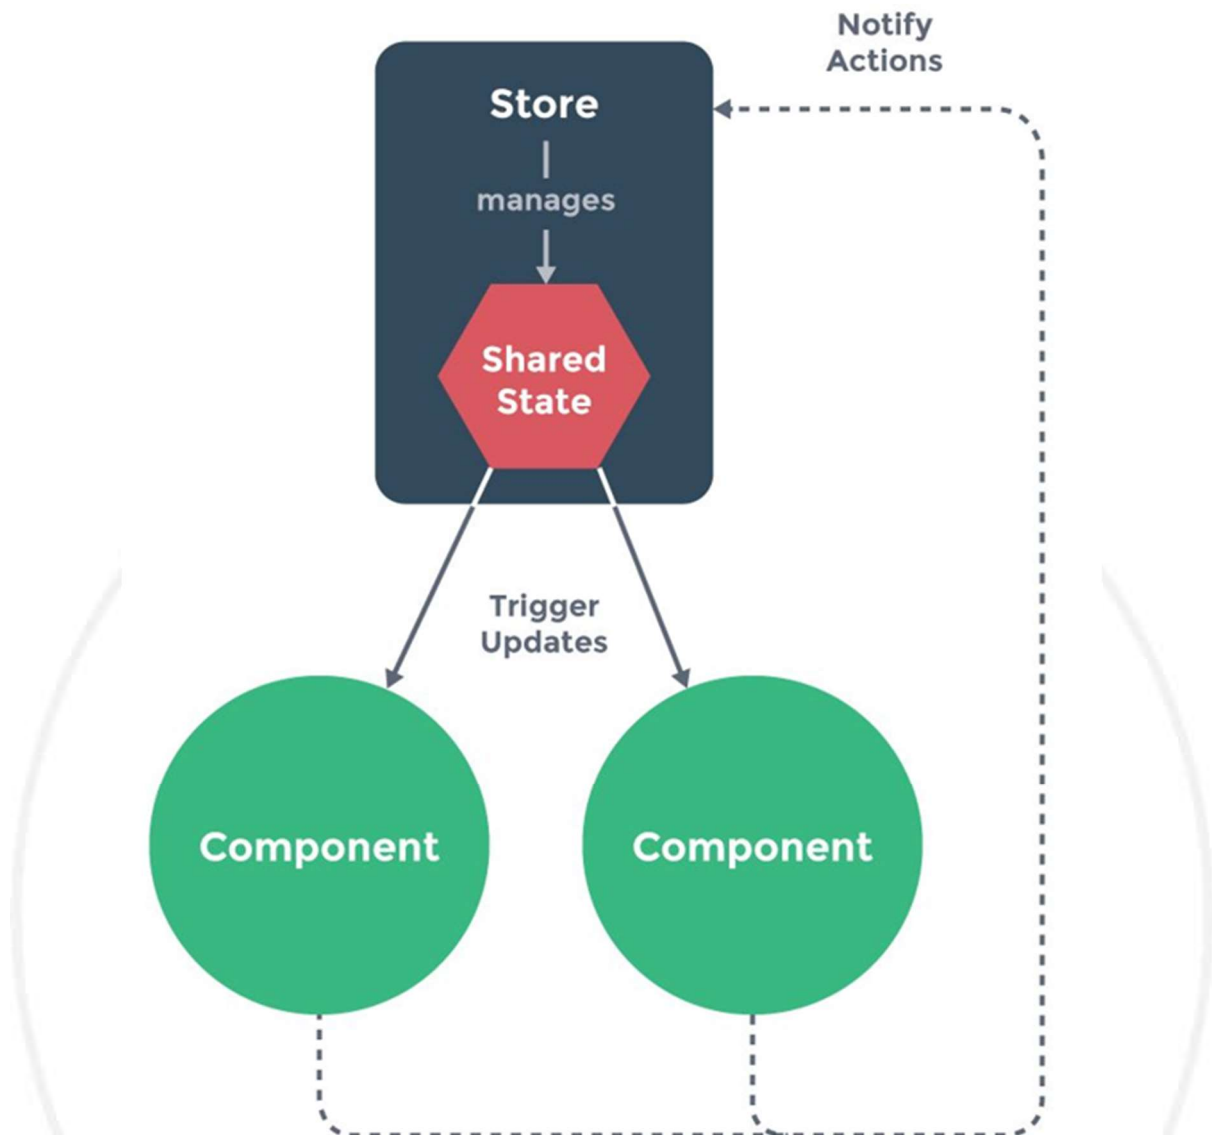 Notify
Actions
Store
manages
Shared
State
Trigger
Updates
Component
Component